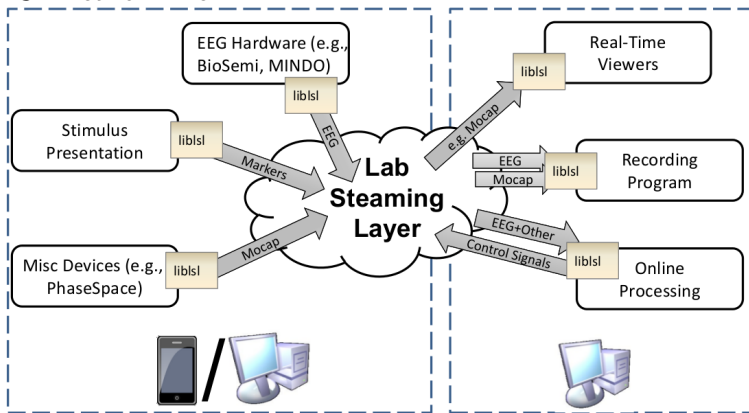 EEG Hardware (e.g.,
BioSemi, MINDO)
liblsl
EEG
Stimulus
Presentation
liblsl
Markers
Misc Devices (e.g.,
PhaseSpace)
liblsl
Mocap
Lab
Steaming
Layer
Real-Time
Viewers
liblsl
e.g. Mocap
EEG
Mocap
liblsl
Recording
Program
EEG+Other
Control Signals
liblsl
Online
Processing
/